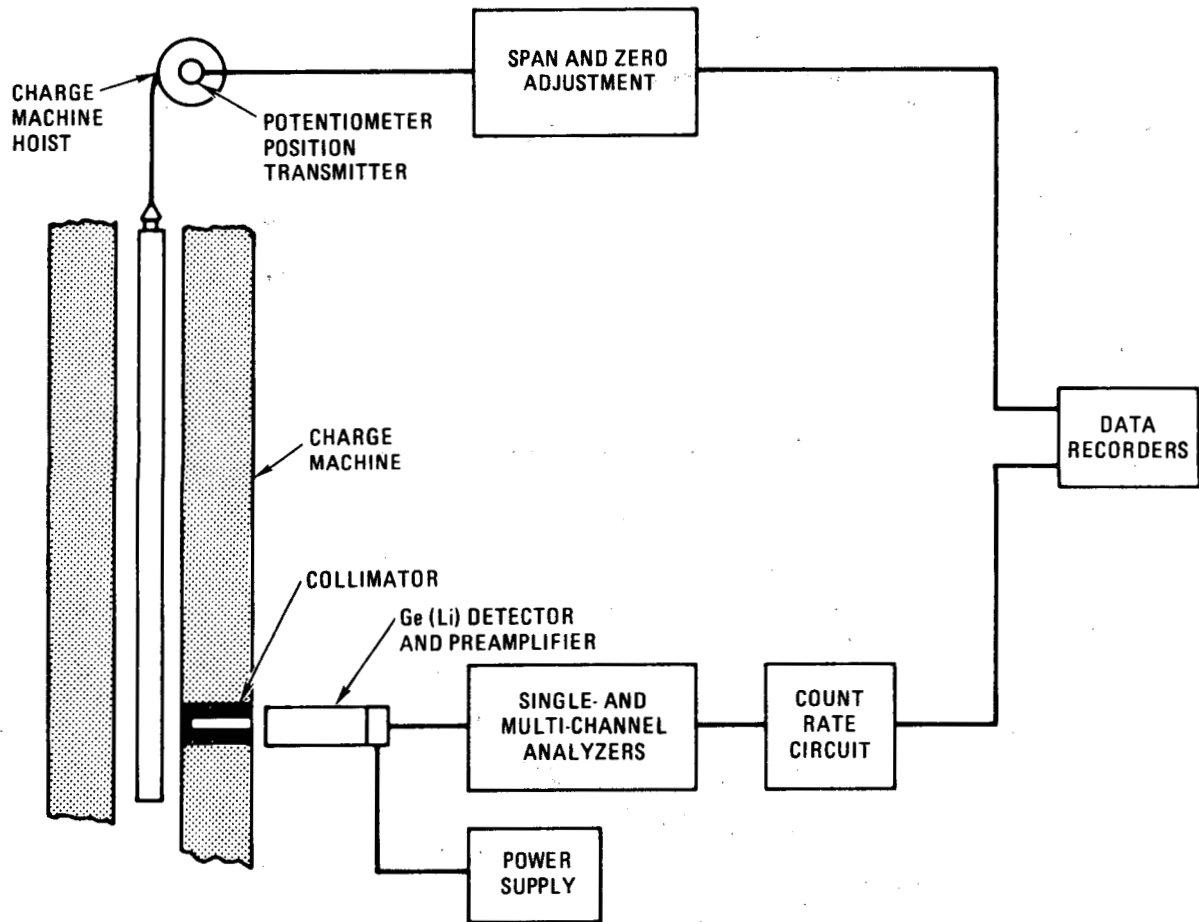 SPAN AND ZERO
ADJUSTMENT
CHARGE
MACHINE
HOIST
POTENTIOMETER
POSITION
TRANSMITTER
DATA
RECORDERS
CHARGE
MACHINE
COLLIMATOR
Ge (Li) DETECTOR
AND PREAMPLIFIER
SINGLE- AND
MULTI-CHANNEL
ANALYZERS
COUNT
RATE
CIRCUIT
POWER
SUPPLY